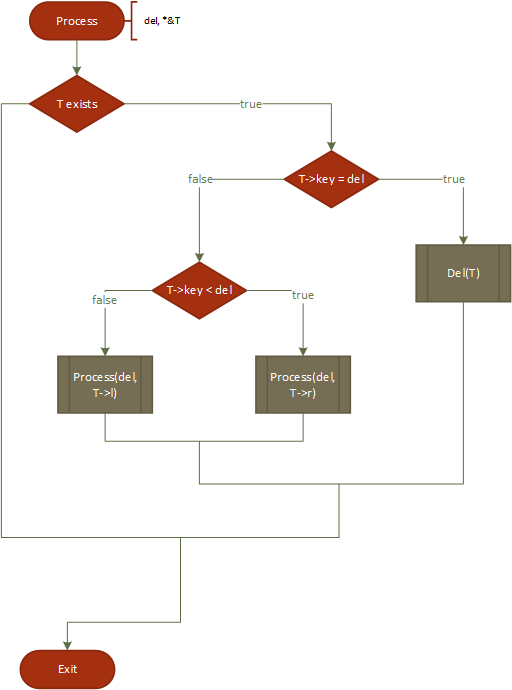 Process
del, *&T
T exists
true
T->key = del
false
true
Del(T)
T->key < del
false
true
Process(del,
T->l)
Process(del,
T->r)
Exit